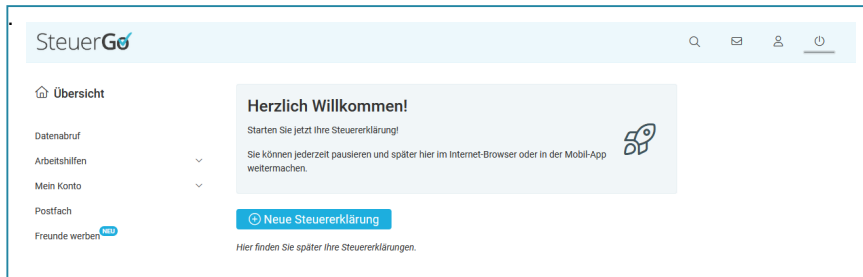 SteuerGo
Übersicht
Datenabruf
Arbeitshilfen
Mein Konto
Postfach
Freunde werben NEU
Herzlich Willkommen!
Starten Sie jetzt Ihre Steuererklärung!
Sie können jederzeit pausieren und später hier im Internet-Browser oder in der Mobil-App
weitermachen.
Neue Steuererklärung
Hier finden Sie später Ihre Steuererklärungen.